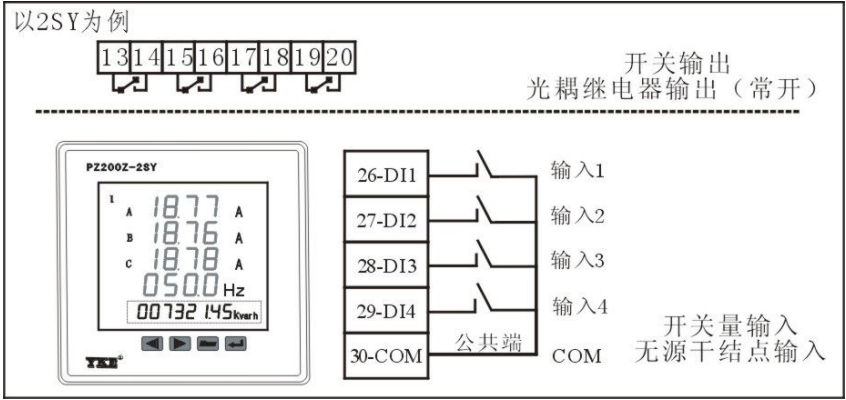 以2SY为例
13 14 15 16 17 18 19 20
开关输出
光耦继电器输出（常开）
PZ200Z-2SY
I
A 18.77 A
B 18.76 A
C 18.78 A
050.0 Hz
007321.45 Kvarh
YKE®
26-DI1 输入1
27-DI2 输入2
28-DI3 输入3
29-DI4 输入4
30-COM 公共端 COM
开关量输入
无源干结点输入